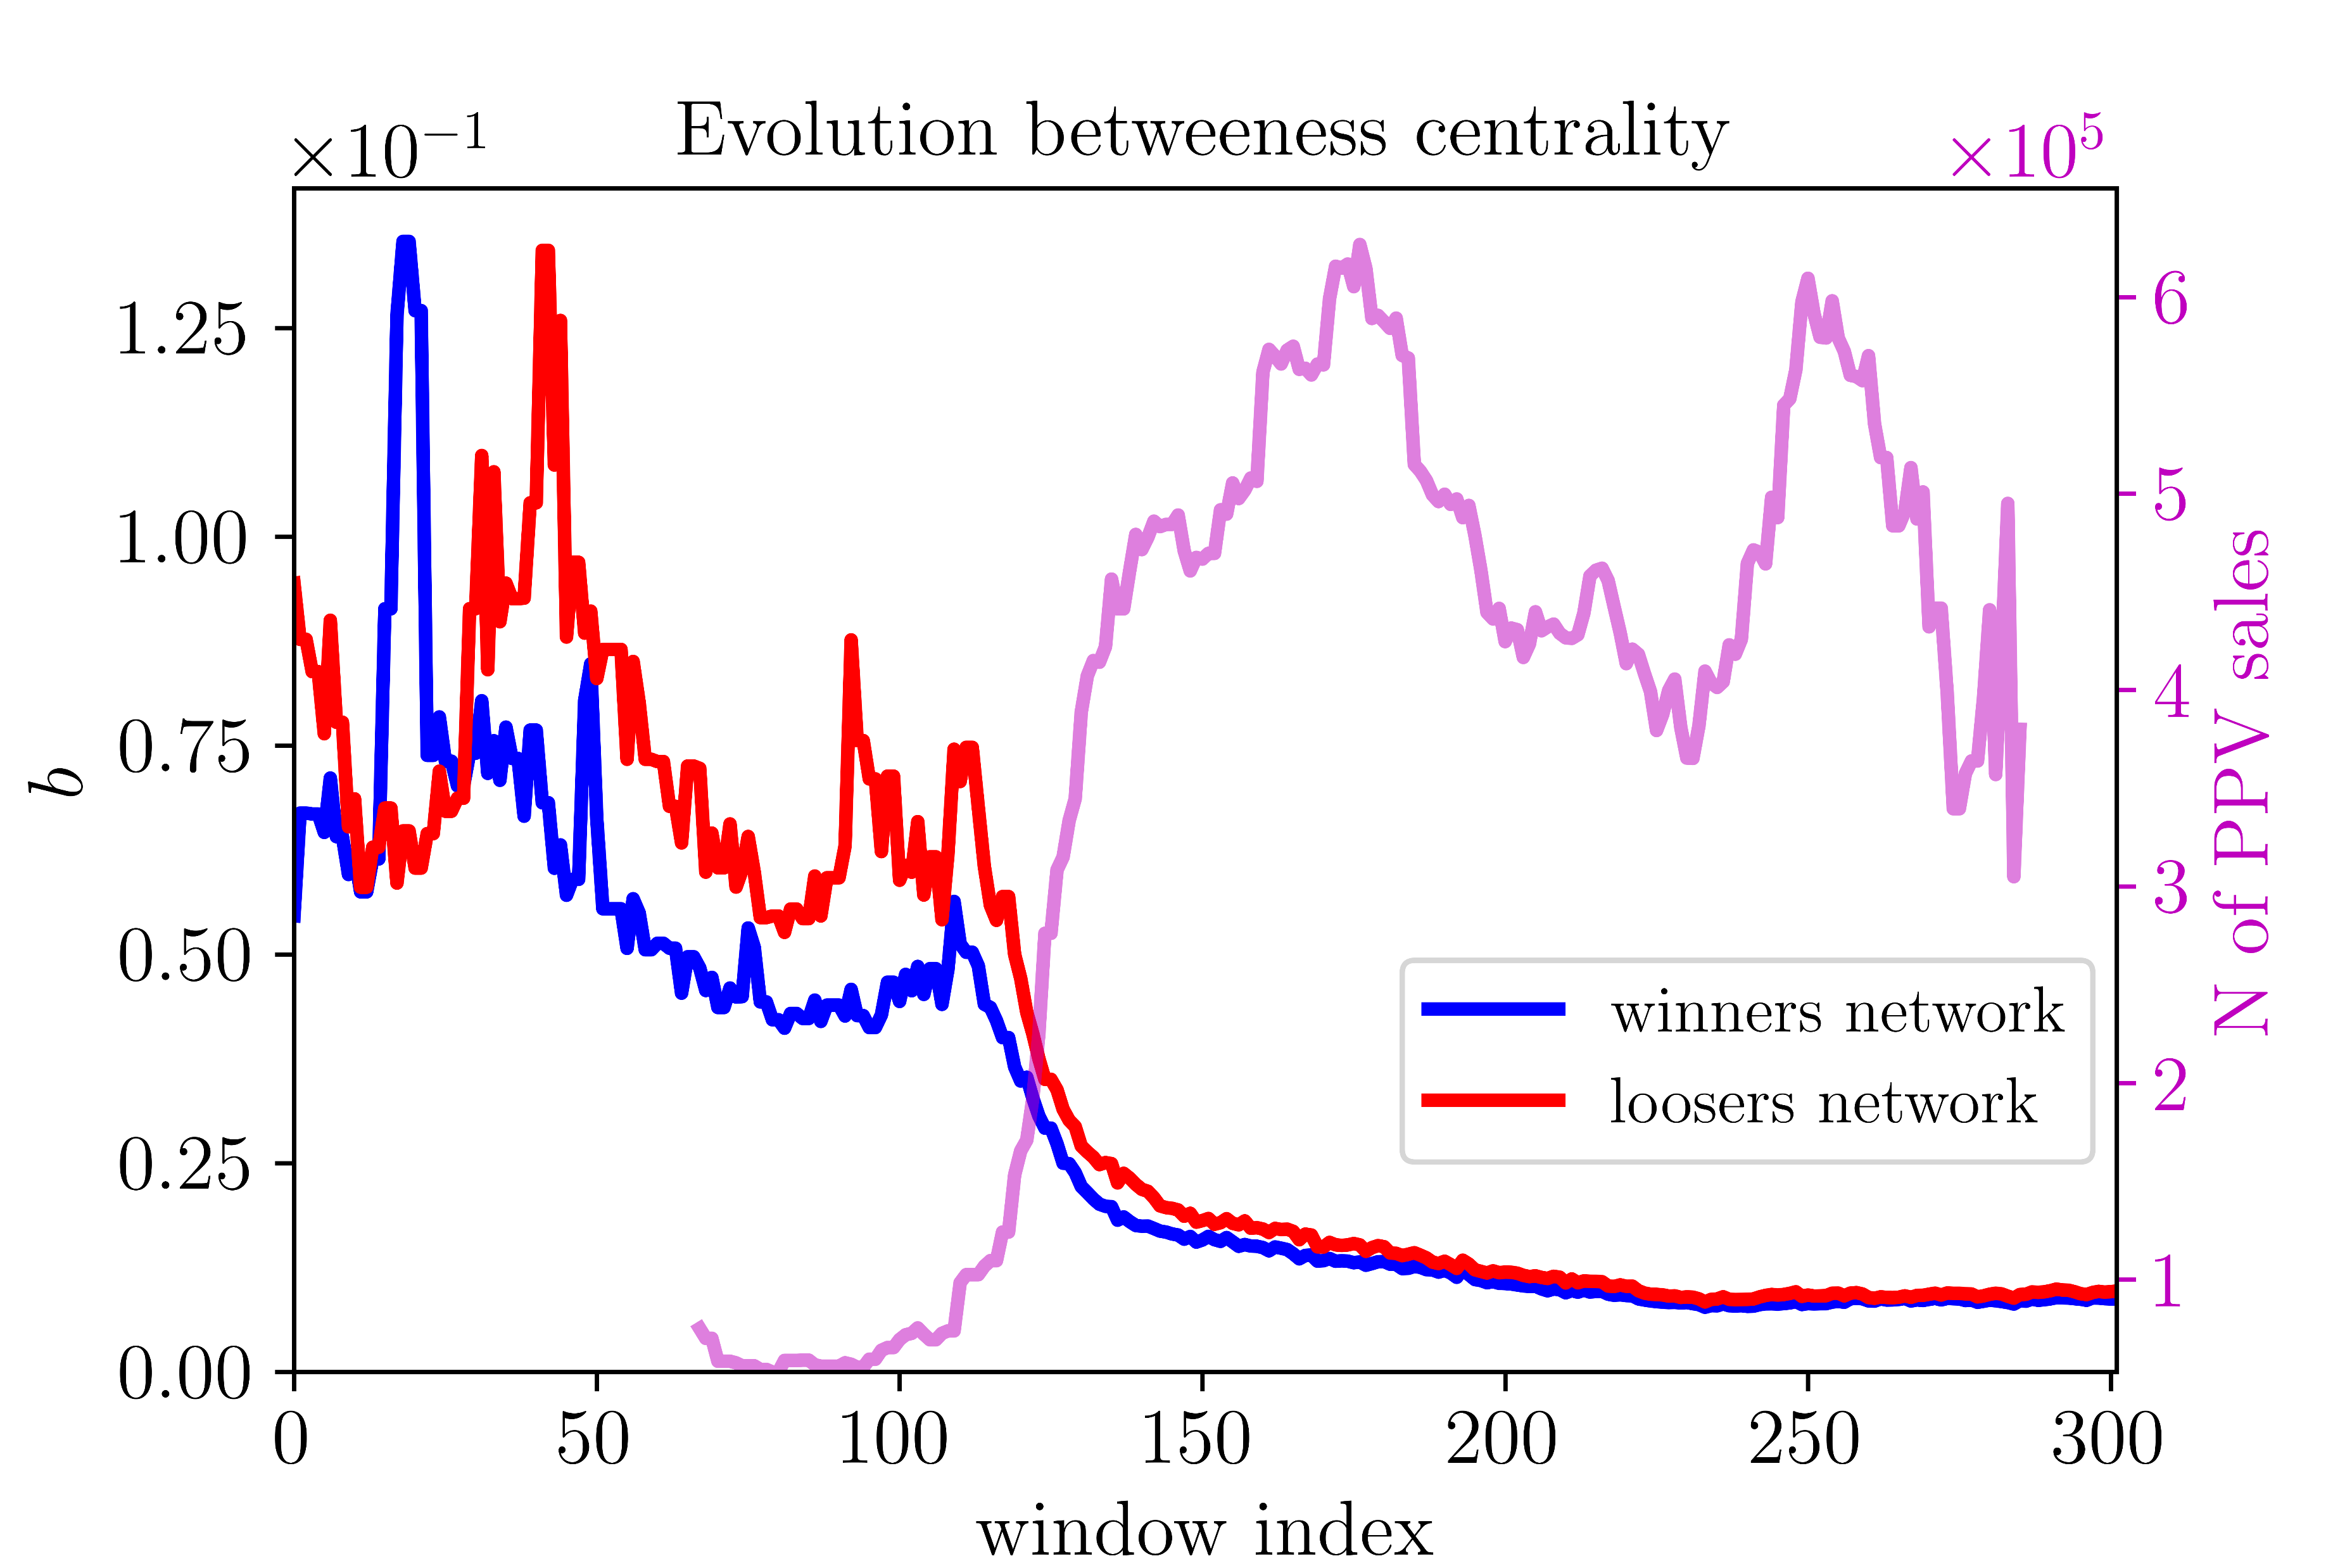 Evolution betweeness centrality
×10⁻¹
×10⁵
1.25
1.00
0.75
0.50
0.25
0.00
b
6
5
4
3
2
1
N of PPV sales
winners network
loosers network
0 50 100 150 200 250 300
window index